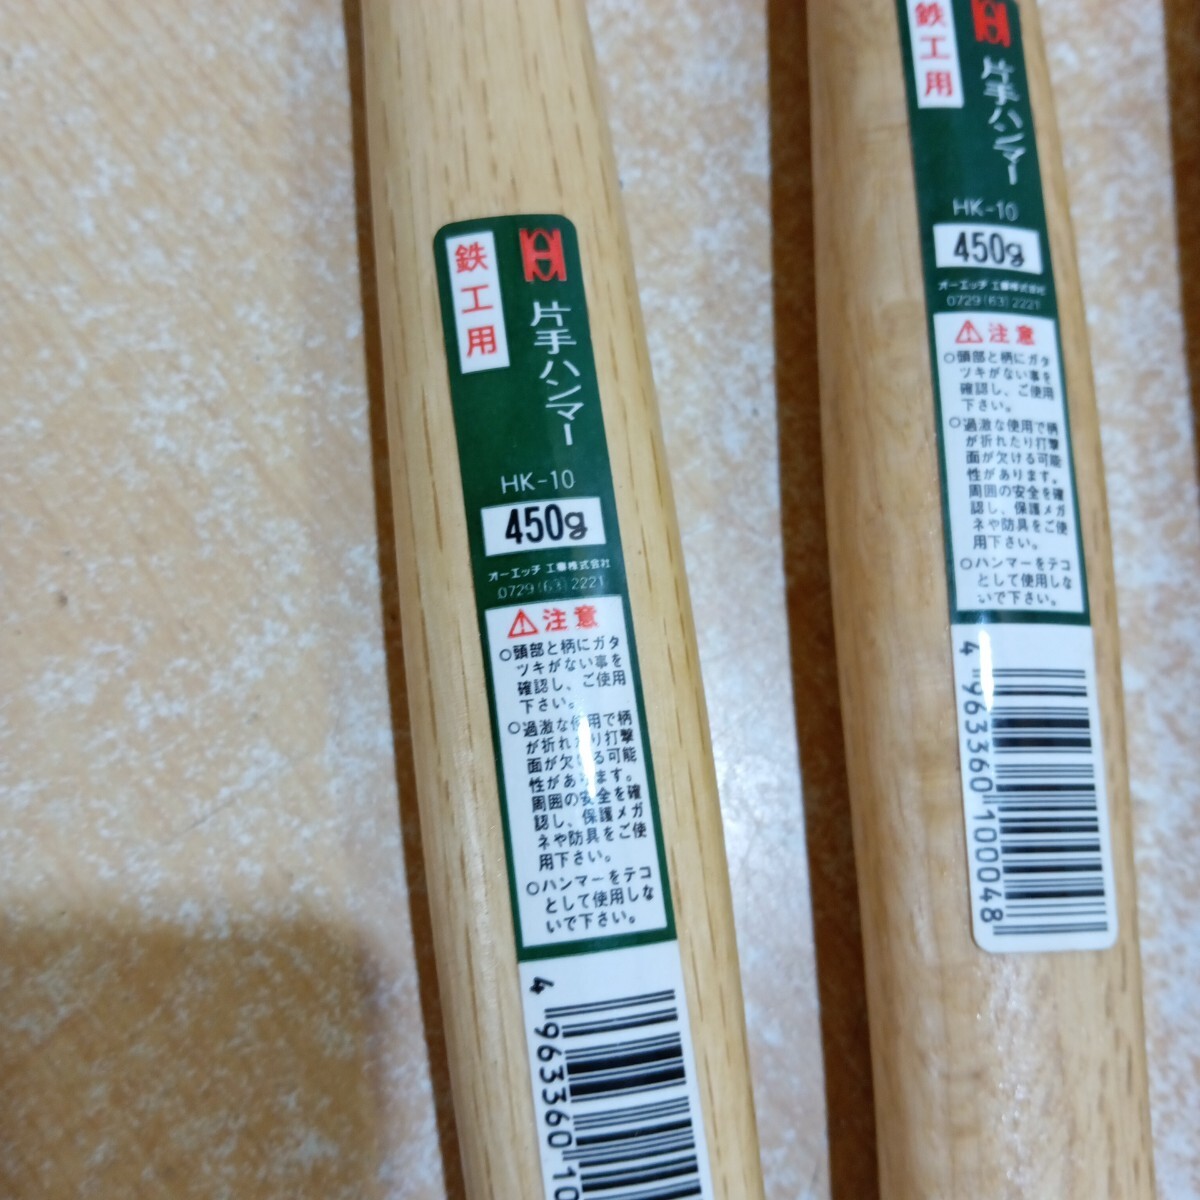 鉄工用
片手ハンマー
HK-10
450g
オーエッチ工業株式会社
0729(63)2221
⚠注意
○頭部と柄にガタ
ツキがない事を
確認し、ご使用
下さい。
○過激な使用で柄
が折れたり打撃
面が欠ける可能
性があります。
周囲の安全を確
認し、保護メガ
ネや防具をご使
用下さい。
○ハンマーをテコ
として使用しな
いで下さい。
4 963360 10
鉄工用
片手ハンマー
HK-10
450g
オーエッチ工業株式会社
0729(63)2221
⚠注意
○頭部と柄にガタ
ツキがない事を
確認し、ご使用
下さい。
○過激な使用で柄
が折れたり打撃
面が欠ける可能
性があります。
周囲の安全を確
認し、保護メガ
ネや防具をご使
用下さい。
○ハンマーをテコ
として使用しな
いで下さい。
4 963360 100048